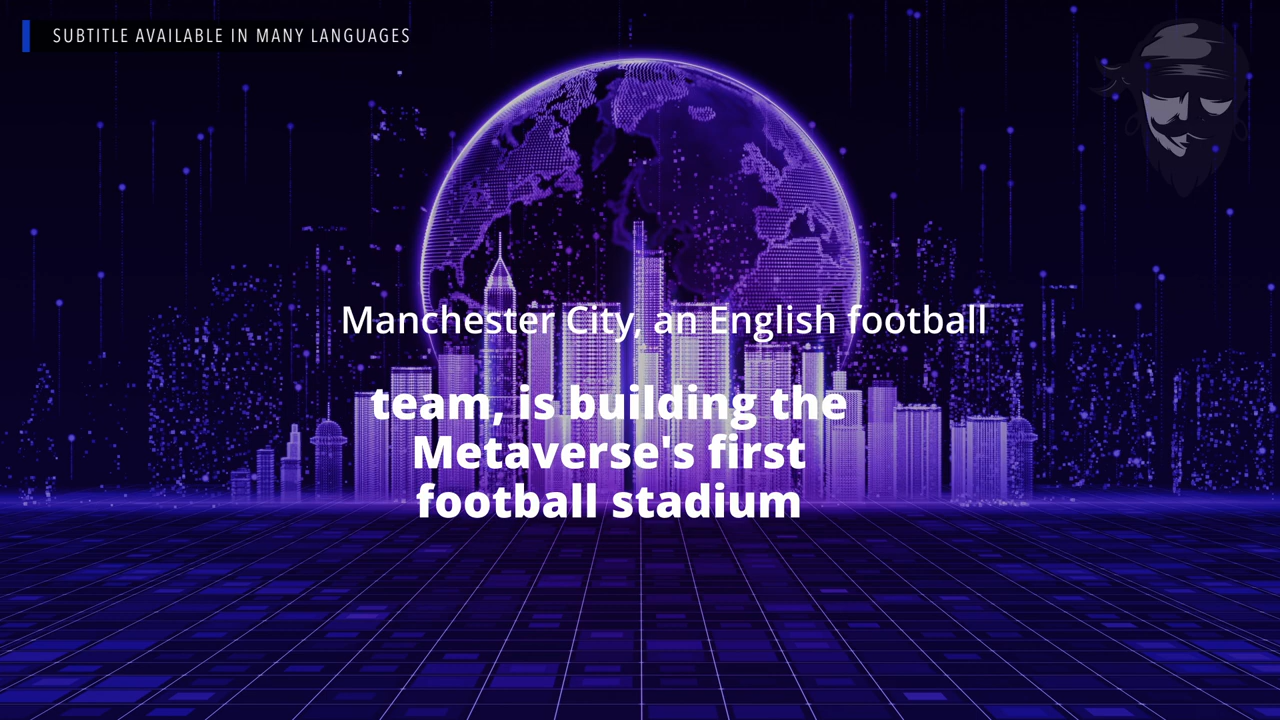 SUBTITLE AVAILABLE IN MANY LANGUAGES
Manchester City, an English football
team, is building the
Metaverse's first
football stadium